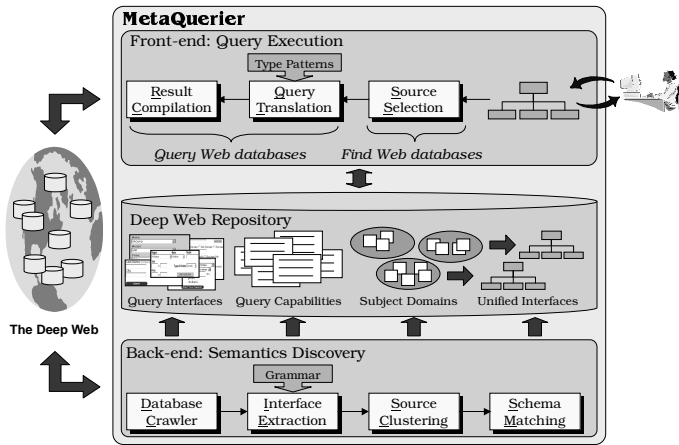 MetaQuerier
Front-end: Query Execution
Type Patterns
Result
Compilation
Query
Translation
Source
Selection
Query Web databases
Find Web databases
Deep Web Repository
Query Interfaces
Query Capabilities
Subject Domains
Unified Interfaces
The Deep Web
Back-end: Semantics Discovery
Grammar
Database
Crawler
Interface
Extraction
Source
Clustering
Schema
Matching